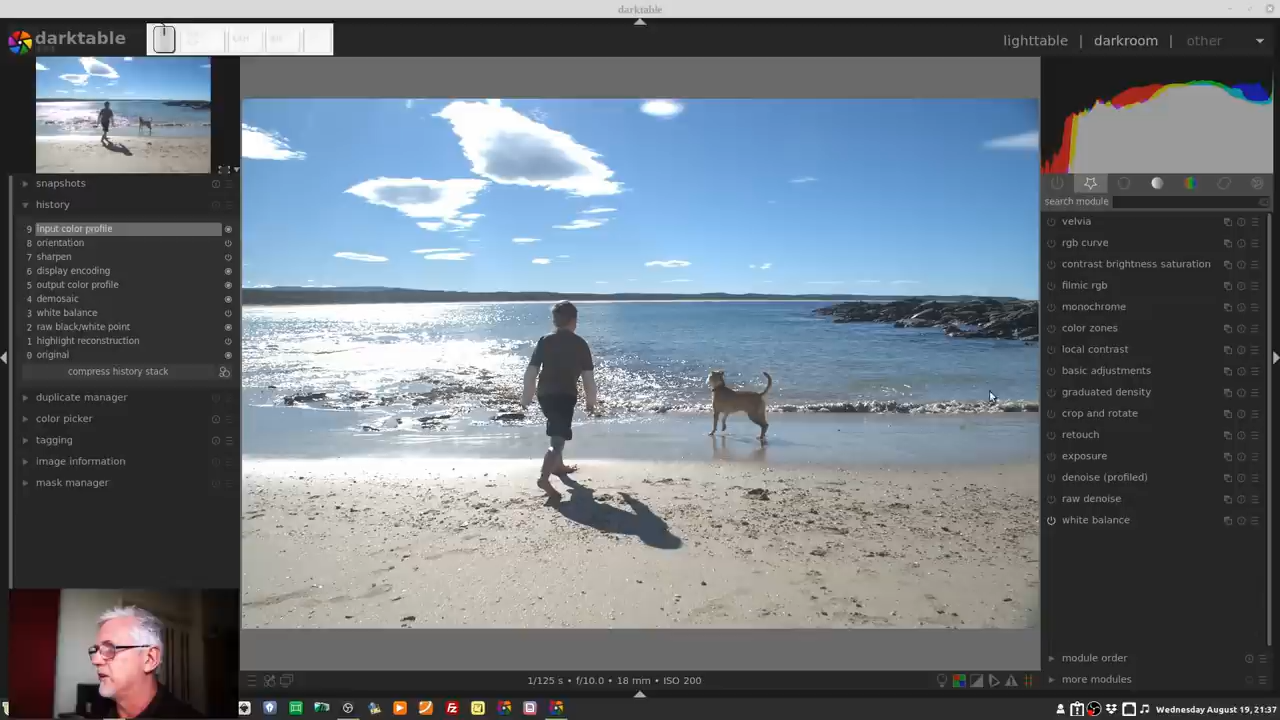 darktable
darktable
lighttable | darkroom | other
snapshots
history
9 input color profile
8 orientation
7 sharpen
6 display encoding
5 output color profile
4 demosaic
3 white balance
2 raw black/white point
1 highlight reconstruction
0 original
compress history stack
duplicate manager
color picker
tagging
image information
mask manager
search module
velvia
rgb curve
contrast brightness saturation
filmic rgb
monochrome
color zones
local contrast
basic adjustments
graduated density
crop and rotate
retouch
exposure
denoise (profiled)
raw denoise
white balance
module order
more modules
1/125 s • f/10.0 • 18 mm • ISO 200
Wednesday August 19, 21:37